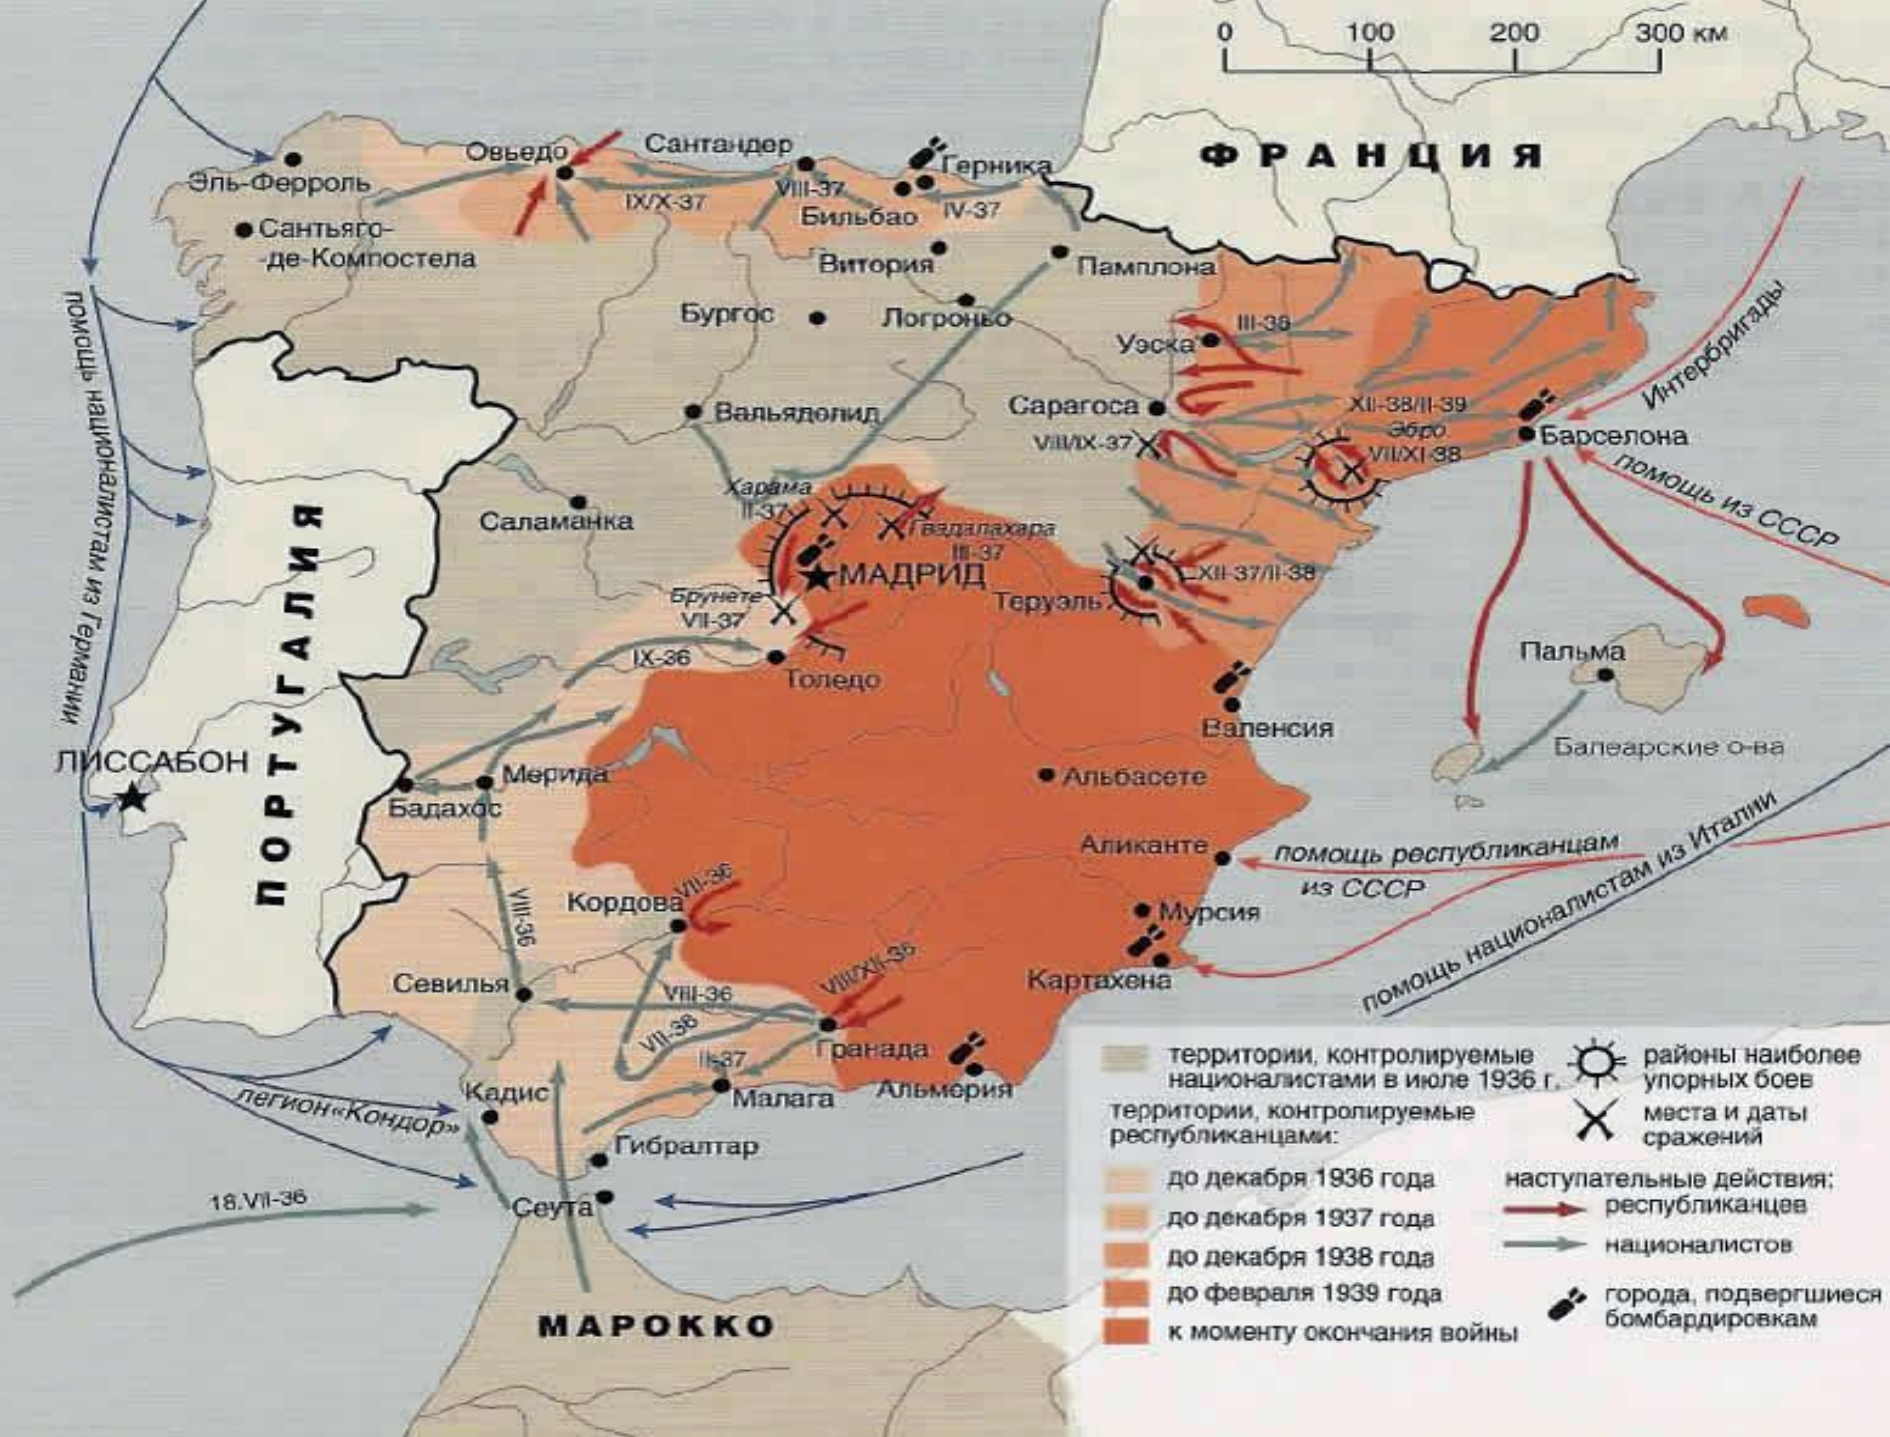 0 100 200 300 км
ФРАНЦИЯ
Овьедо
Сантандер
Герника
Эль-Ферроль
VIII-37
IX/X-37
Бильбао
IV-37
Сантьяго-
-де-Компостела
Витория
Памплона
Бургос
Логроньо
III-38
Уэска
Интербригады
помощь националистам из Германии
Вальядолид
Сарагоса
XII-38/II-39
Эбро
VII/XI-38
VIII/IX-37
Барселона
помощь из СССР
Харама
II-37
Саламанка
Гвадалахара
III-37
МАДРИД
XII-37/II-38
Теруэль
Брунете
VII-37
ПОРТУГАЛИЯ
IX-36
Толедо
Пальма
Валенсия
Балеарские о-ва
ЛИССАБОН
Мерида
Бадахос
Альбасете
Аликанте
помощь республиканцам
из СССР
помощь националистам из Италии
VII-36
Кордова
VIII-36
Мурсия
Севилья
Картахена
VIII/XII-36
VIII-36
VII-36
Гранада
II-37
Альмерия
Кадис
Малага
легион «Кондор»
Гибралтар
18.VII-36
Сеута
МАРОККО
территории, контролируемые
националистами в июле 1936 г.
территории, контролируемые
республиканцами:
до декабря 1936 года
до декабря 1937 года
до декабря 1938 года
до февраля 1939 года
к моменту окончания войны
районы наиболее
упорных боев
места и даты
сражений
наступательные действия:
республиканцев
националистов
города, подвергшиеся
бомбардировкам